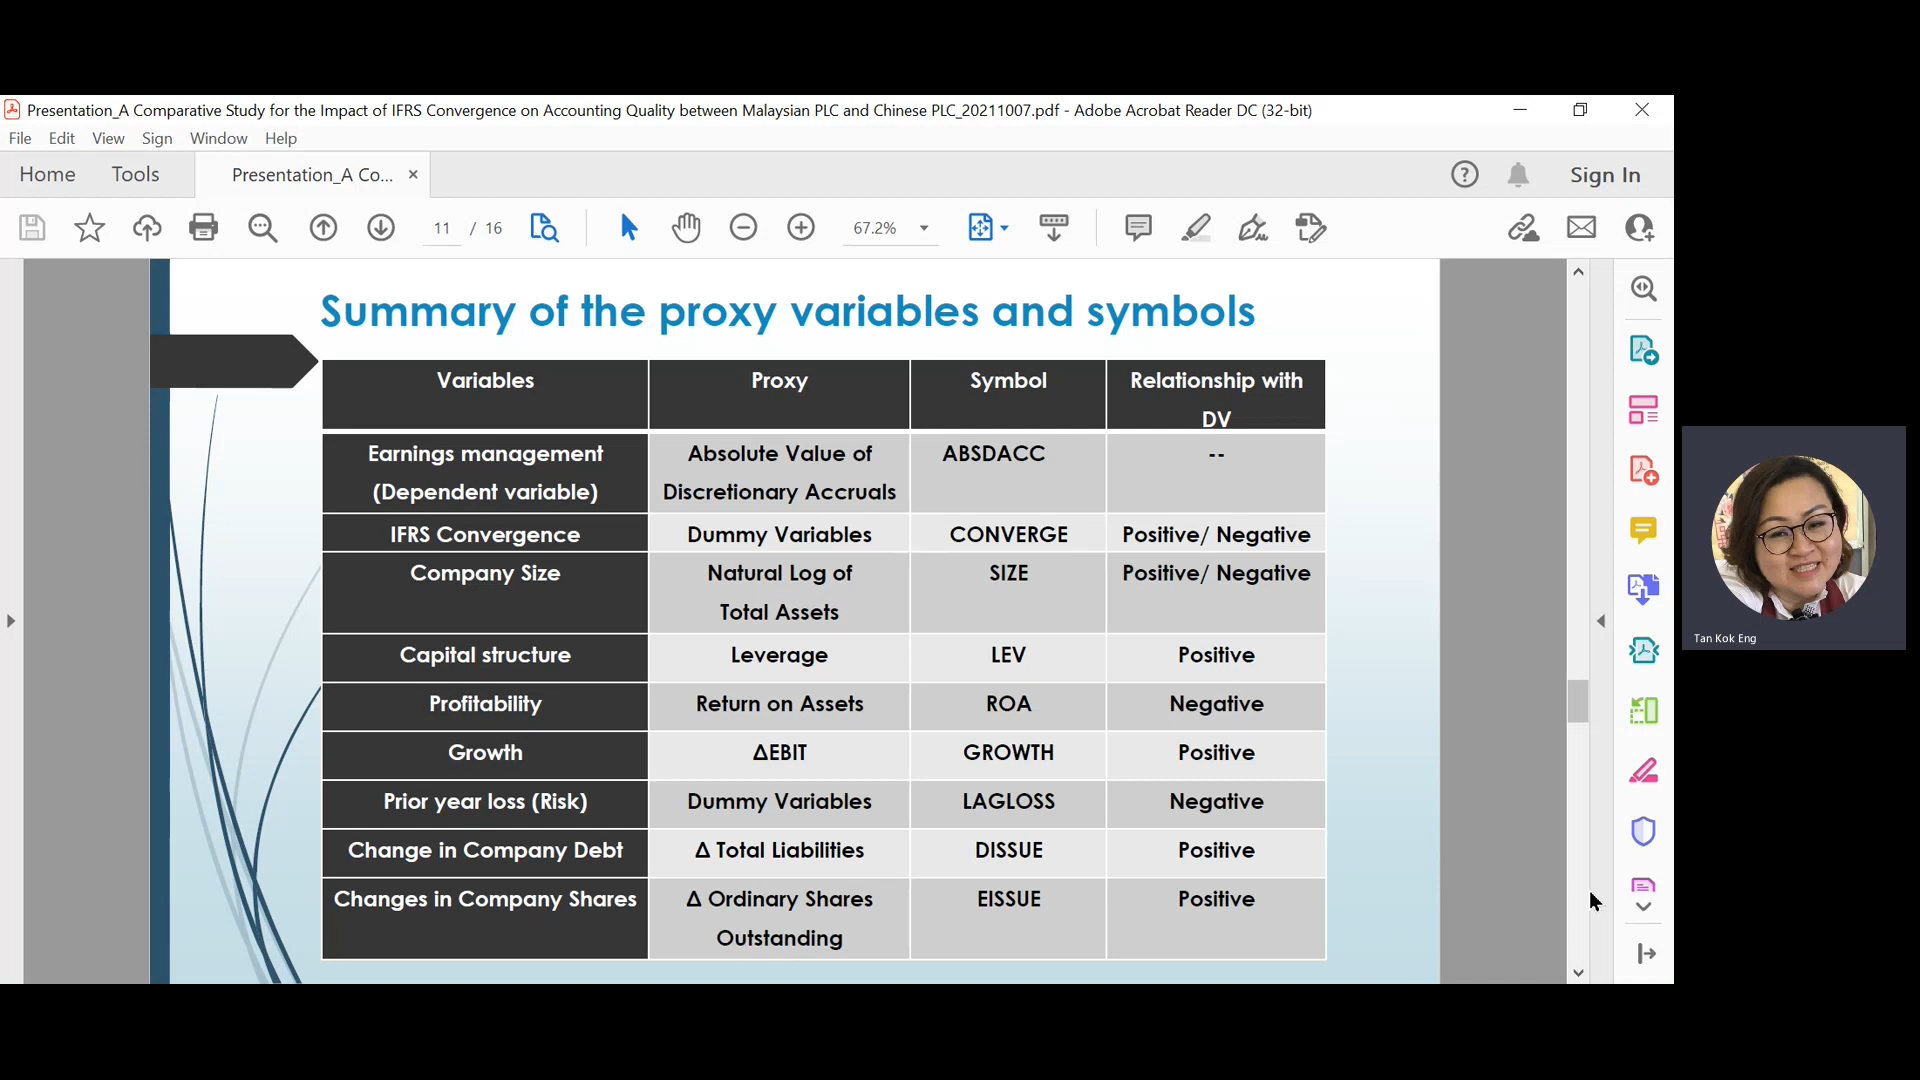 Presentation_A Comparative Study for the Impact of IFRS Convergence on Accounting Quality between Malaysian PLC and Chinese PLC_20211007.pdf - Adobe Acrobat Reader DC (32-bit)
File Edit View Sign Window Help
Home Tools Presentation_A Co... × Sign In
11 / 16 67.2%
Summary of the proxy variables and symbols
Variables Proxy Symbol Relationship with
DV
Earnings management Absolute Value of ABSDACC --
(Dependent variable) Discretionary Accruals
IFRS Convergence Dummy Variables CONVERGE Positive/ Negative
Company Size Natural Log of SIZE Positive/ Negative
Total Assets
Capital structure Leverage LEV Positive
Profitability Return on Assets ROA Negative
Growth ΔEBIT GROWTH Positive
Prior year loss (Risk) Dummy Variables LAGLOSS Negative
Change in Company Debt Δ Total Liabilities DISSUE Positive
Changes in Company Shares Δ Ordinary Shares EISSUE Positive
Outstanding
Tan Kok Eng